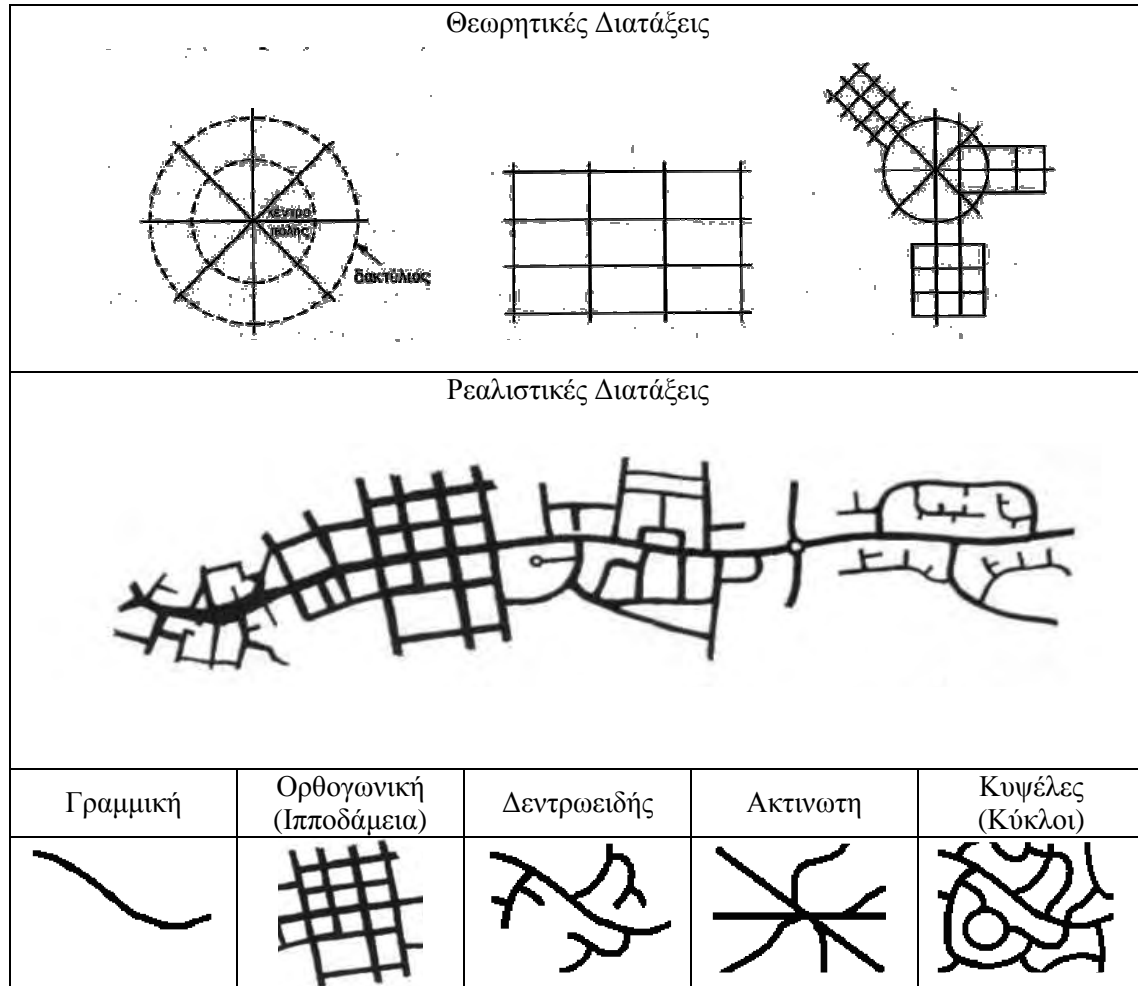 Θεωρητικές Διατάξεις
κέντρο
πόλης
δακτύλιος
Ρεαλιστικές Διατάξεις
Γραμμική
Ορθογωνική
(Ιπποδάμεια)
Δεντρωειδής
Ακτινωτη
Κυψέλες
(Κύκλοι)